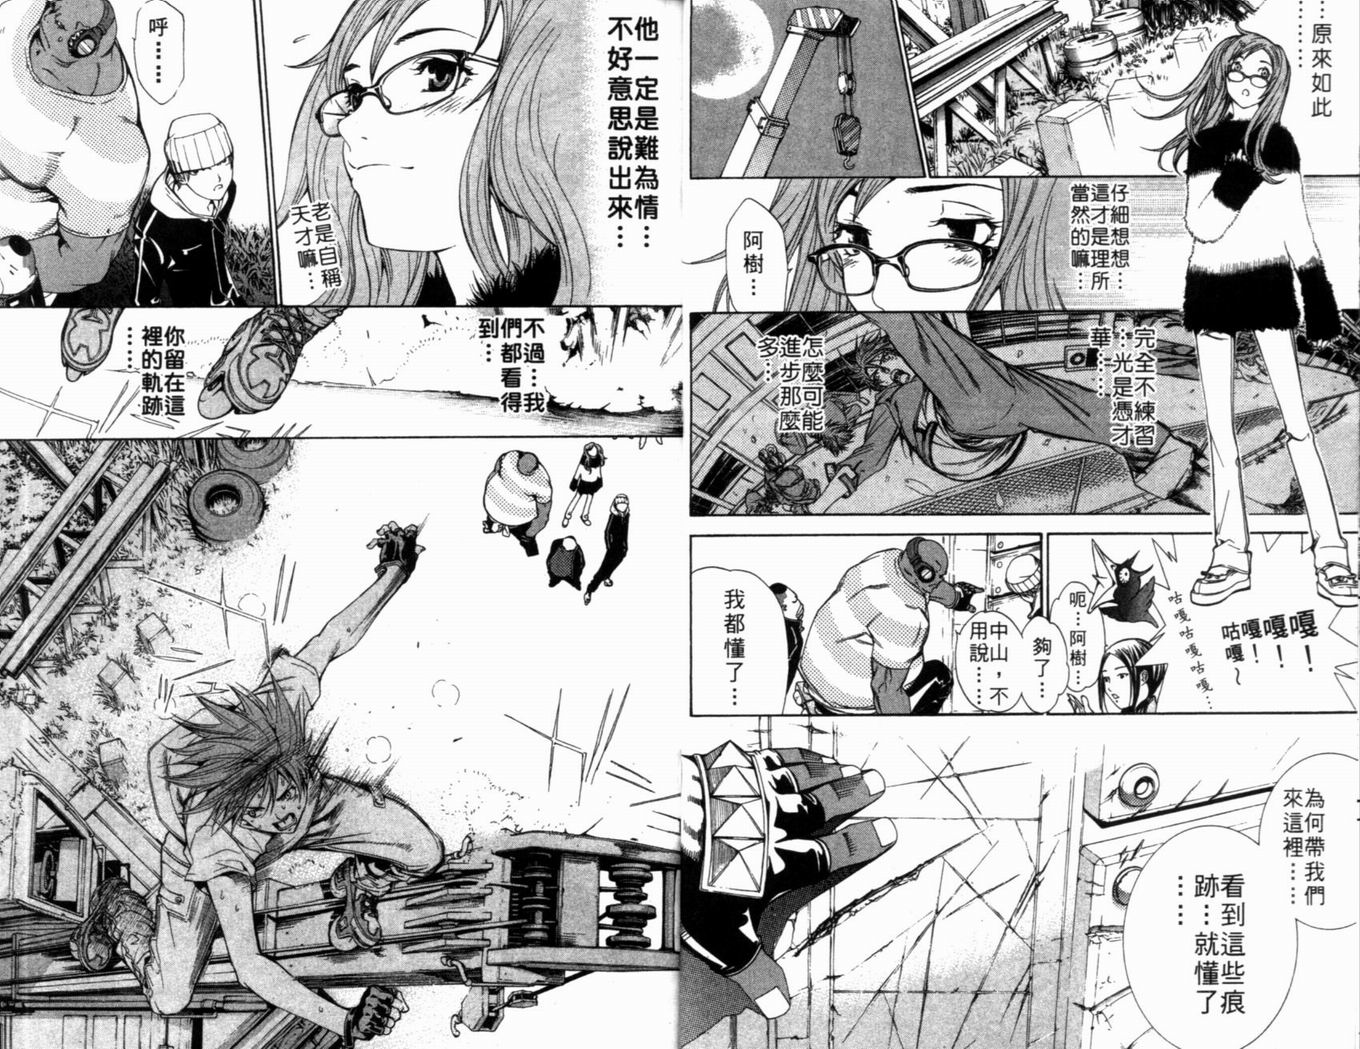 …原來如此
………
仔細想想…
這才是理所
當然的嘛…
阿樹…
完全不練習
…光是憑才
華……
怎麼可能
進步那麼
多…
嘎！
嘎！
嘎！
咕嘎～
咕嘎咕嘎咕嘎…
呃…阿樹…
夠了…
中山，不
用說……
我都懂了…
為何帶我們
來這裡……
看到這些痕
跡…就懂了
……
他一定是難為情…
不好意思說出來…
老是自稱
天才嘛…
呼……
不過…我
們都看得
到…
你留在這
裡的軌跡
……